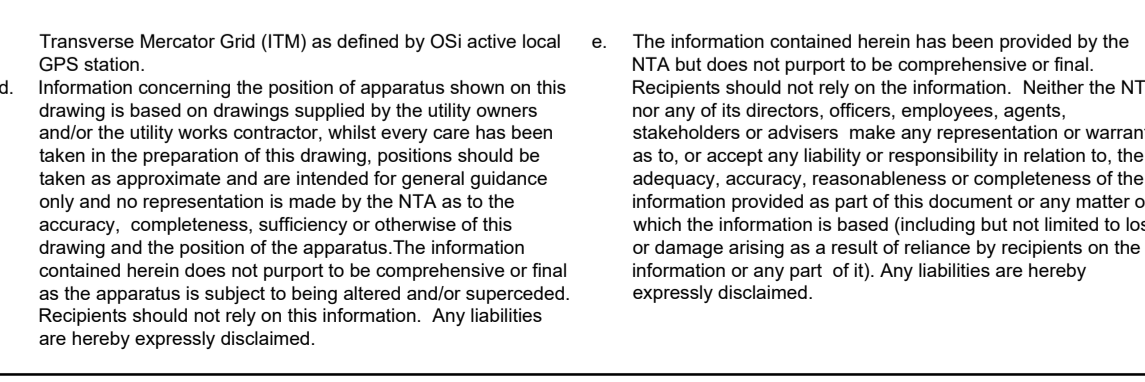 Transverse Mercator Grid (ITM) as defined by OSi active local
GPS station.
d. Information concerning the position of apparatus shown on this
drawing is based on drawings supplied by the utility owners
and/or the utility works contractor, whilst every care has been
taken in the preparation of this drawing, positions should be
taken as approximate and are intended for general guidance
only and no representation is made by the NTA as to the
accuracy, completeness, sufficiency or otherwise of this
drawing and the position of the apparatus.The information
contained herein does not purport to be comprehensive or final
as the apparatus is subject to being altered and/or superceded.
Recipients should not rely on this information. Any liabilities
are hereby expressly disclaimed.
e. The information contained herein has been provided by the
NTA but does not purport to be comprehensive or final.
Recipients should not rely on the information. Neither the NT
nor any of its directors, officers, employees, agents,
stakeholders or advisers make any representation or warran
as to, or accept any liability or responsibility in relation to, the
adequacy, accuracy, reasonableness or completeness of the
information provided as part of this document or any matter o
which the information is based (including but not limited to los
or damage arising as a result of reliance by recipients on the
information or any part of it). Any liabilities are hereby
expressly disclaimed.